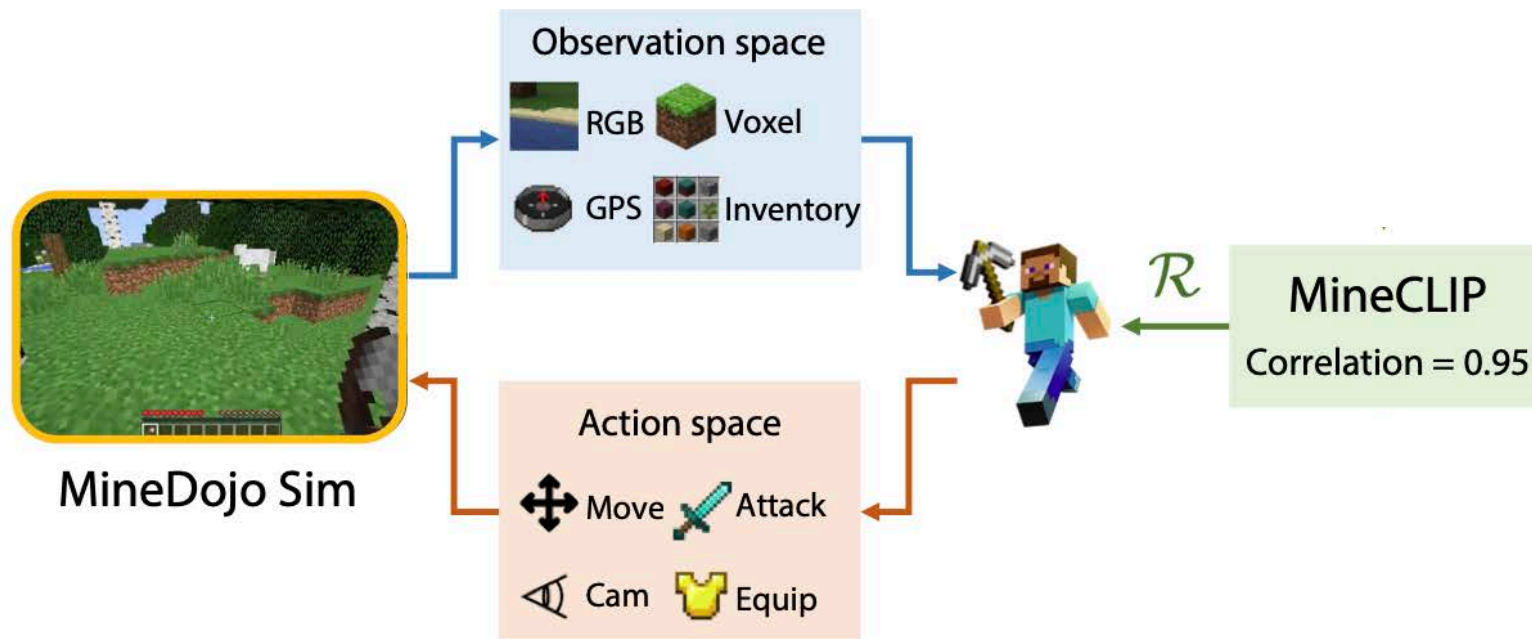 Observation space
RGB
Voxel
GPS
Inventory
MineDojo Sim
ℛ
MineCLIP
Correlation = 0.95
Action space
Move
Attack
Cam
Equip